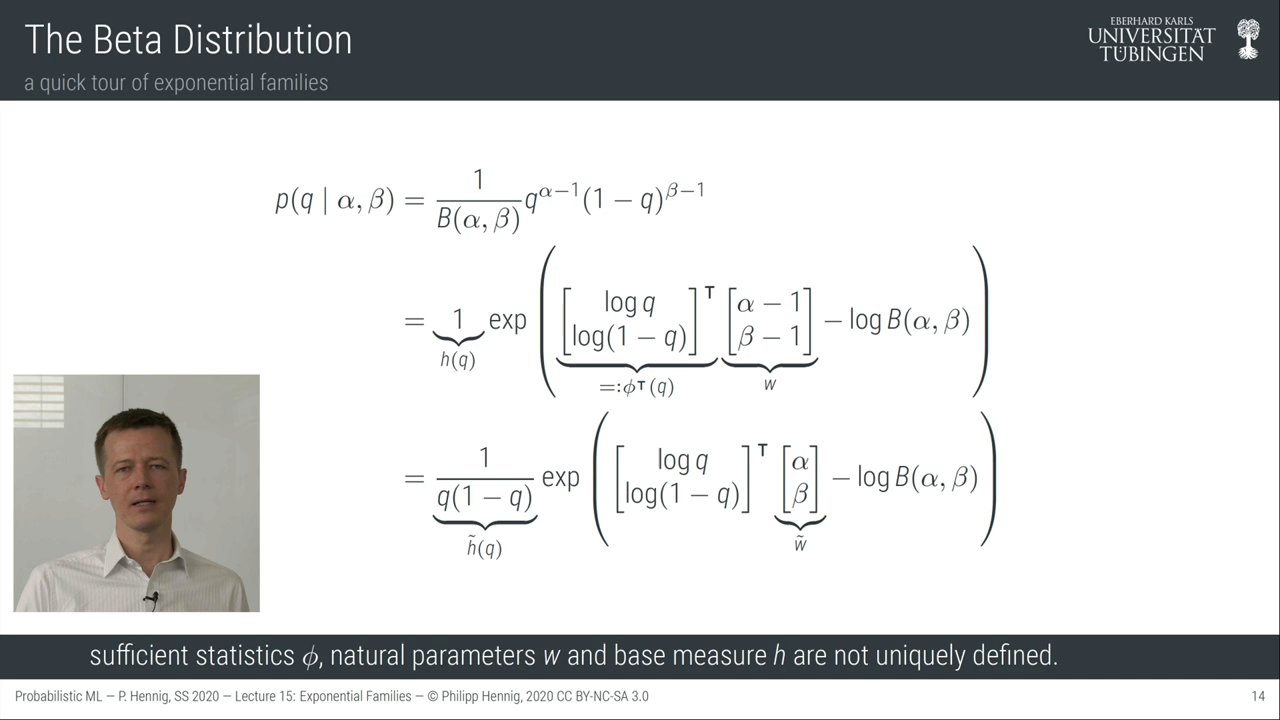 The Beta Distribution
a quick tour of exponential families
EBERHARD KARLS
UNIVERSITÄT
TÜBINGEN
p(q | α, β) = 1 / B(α, β) q^{α−1}(1 − q)^{β−1}
= 1 exp ( [log q; log(1 − q)]^⊤ [α − 1; β − 1] − log B(α, β) )
h(q) =:ϕ^⊤(q) w
= 1 / q(1 − q) exp ( [log q; log(1 − q)]^⊤ [α; β] − log B(α, β) )
h̃(q) w̃
sufficient statistics ϕ, natural parameters w and base measure h are not uniquely defined.
Probabilistic ML — P. Hennig, SS 2020 — Lecture 15: Exponential Families — © Philipp Hennig, 2020 CC BY-NC-SA 3.0
14